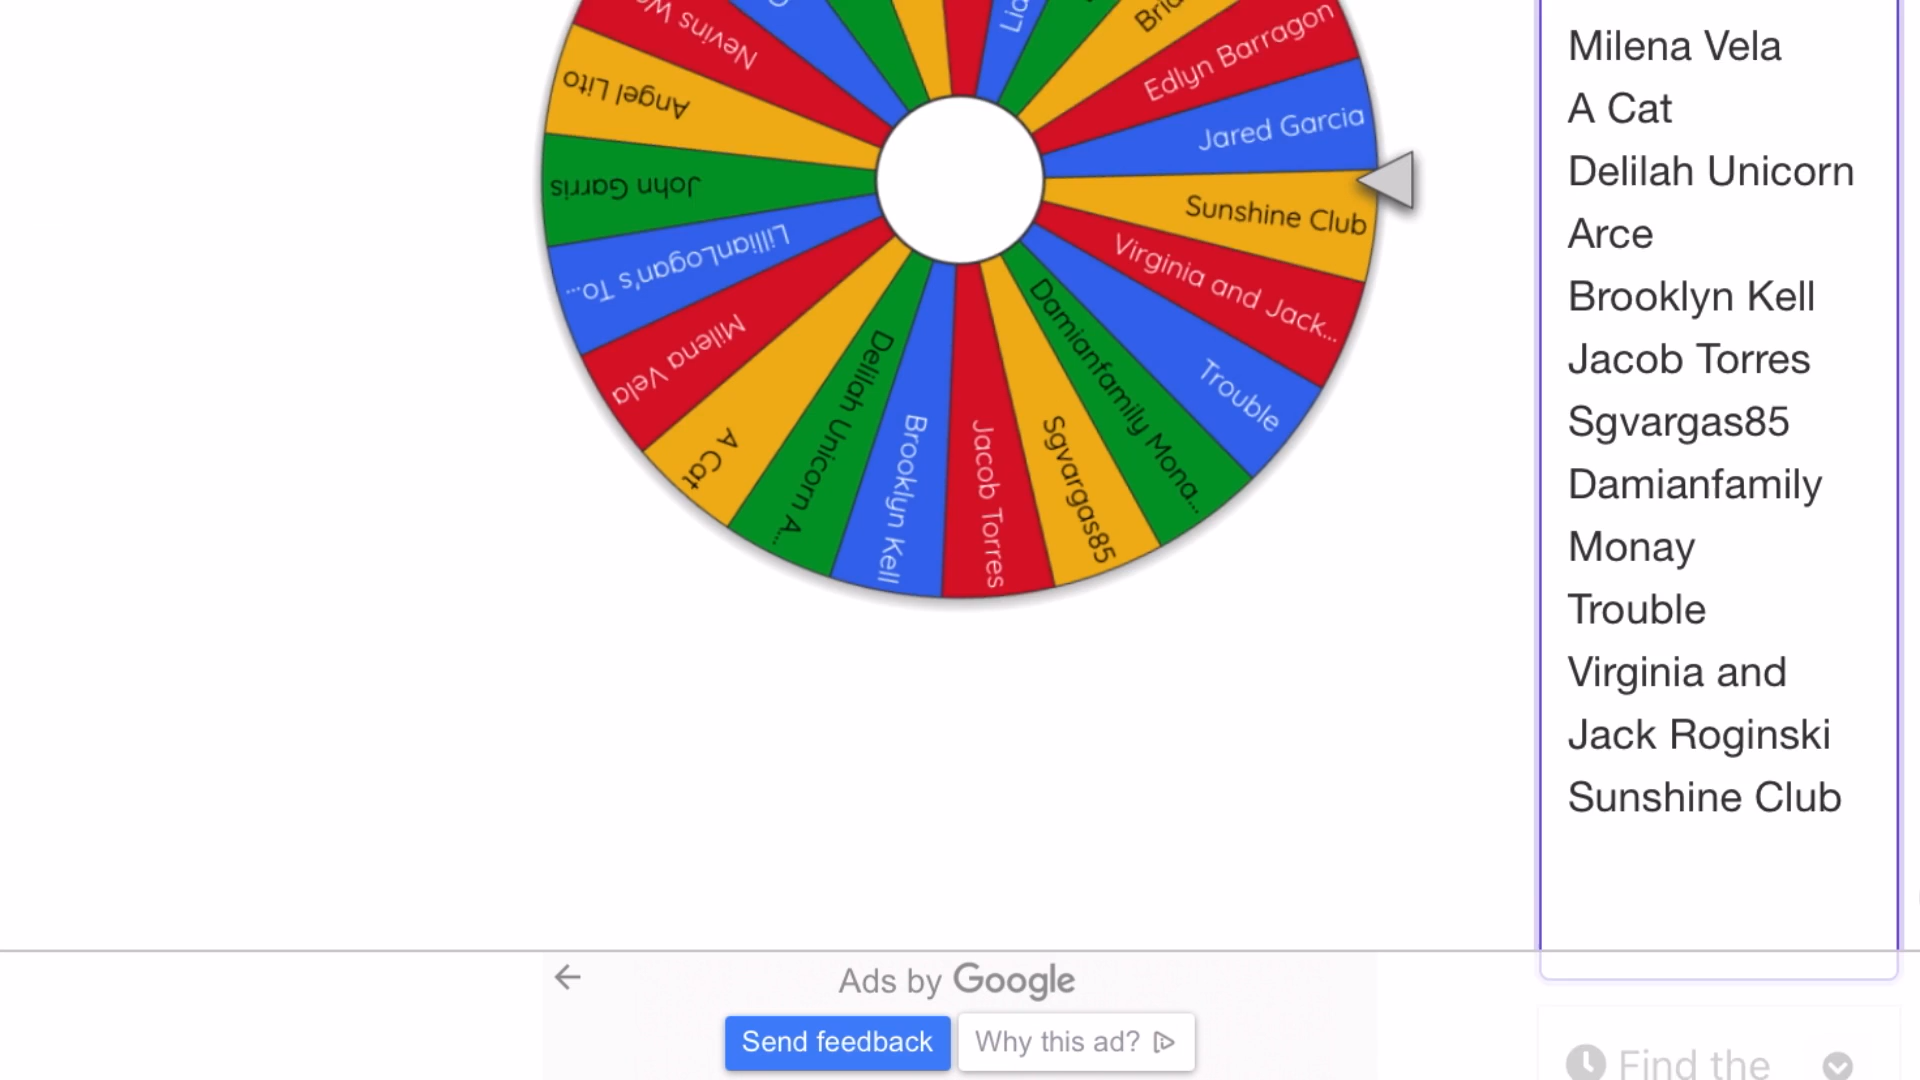 Nevins
Lia
Edlyn Barragon
Angel Lito
Jared Garcia
John Garris
Sunshine Club
LillianLogan's To...
Virginia and Jack...
Milena Vela
Trouble
A Cat
Delilah Unicorn A...
Brooklyn Kell
Jacob Torres
Sgvargas85
Damianfamily Mona...
Milena Vela
A Cat
Delilah Unicorn
Arce
Brooklyn Kell
Jacob Torres
Sgvargas85
Damianfamily
Monay
Trouble
Virginia and
Jack Roginski
Sunshine Club
Ads by Google
Send feedback
Why this ad?
Find the